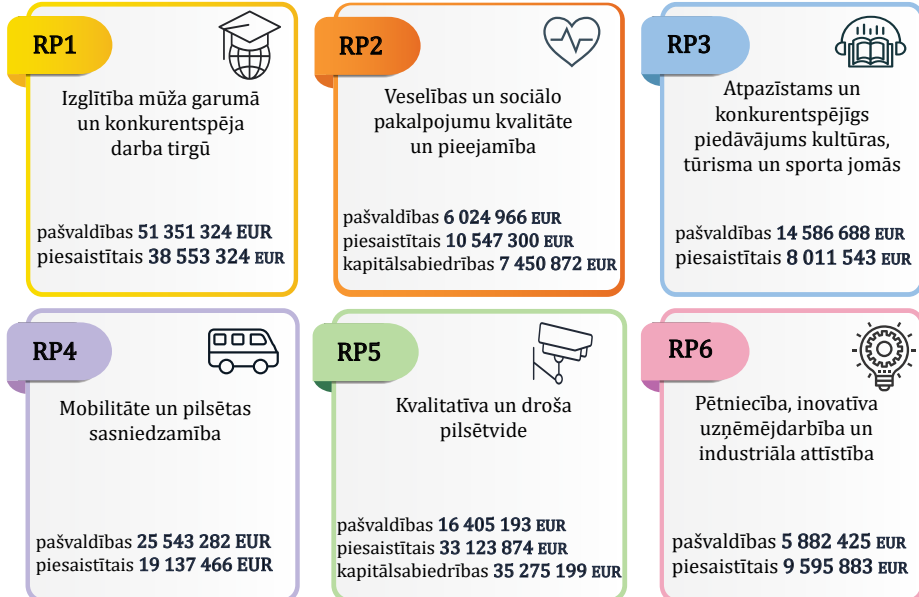 RP1
Izglītība mūža garumā
un konkurentspēja
darba tirgū
pašvaldības 51 351 324 EUR
piesaistītais 38 553 324 EUR
RP2
Veselības un sociālo
pakalpojumu kvalitāte
un pieejamība
pašvaldības 6 024 966 EUR
piesaistītais 10 547 300 EUR
kapitālsabiedrības 7 450 872 EUR
RP3
Atpazīstams un
konkurentspējīgs
piedāvājums kultūras,
tūrisma un sporta jomās
pašvaldības 14 586 688 EUR
piesaistītais 8 011 543 EUR
RP4
Mobilitāte un pilsētas
sasniedzamība
pašvaldības 25 543 282 EUR
piesaistītais 19 137 466 EUR
RP5
Kvalitatīva un droša
pilsētvide
pašvaldības 16 405 193 EUR
piesaistītais 33 123 874 EUR
kapitālsabiedrības 35 275 199 EUR
RP6
Pētniecība, inovatīva
uzņēmējdarbība un
industriāla attīstība
pašvaldības 5 882 425 EUR
piesaistītais 9 595 883 EUR